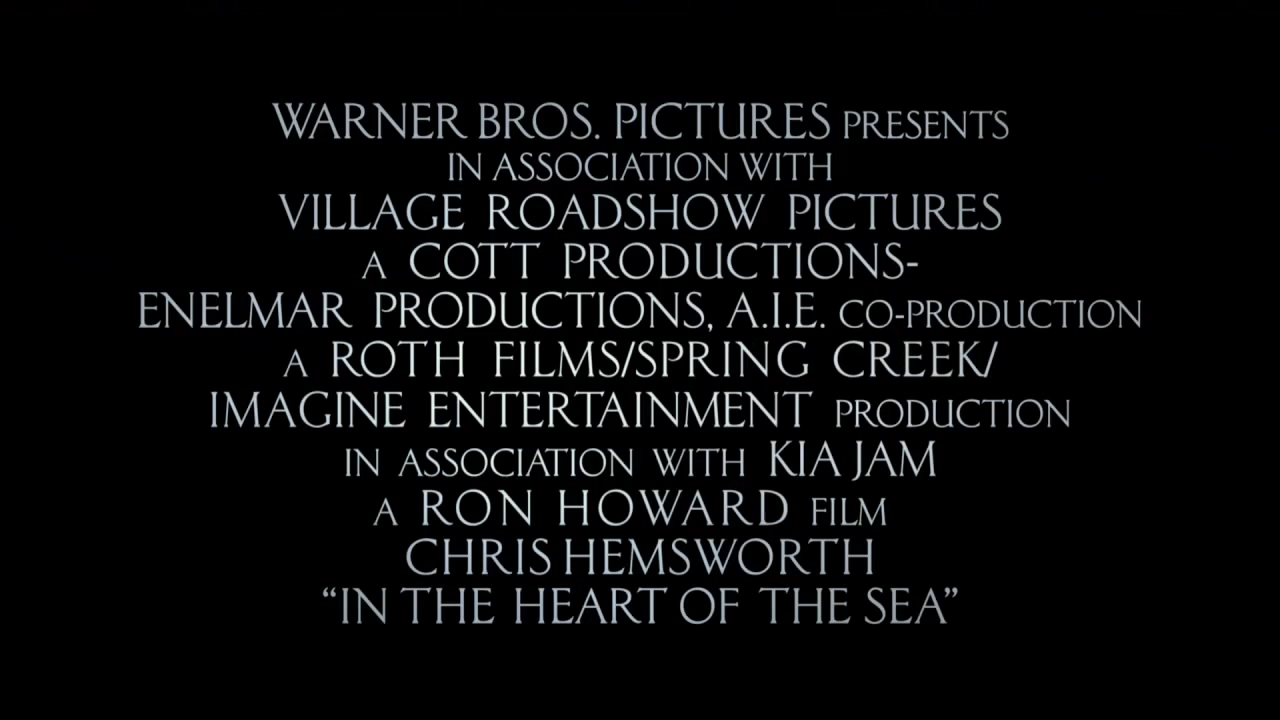 WARNER BROS. PICTURES PRESENTS
IN ASSOCIATION WITH
VILLAGE ROADSHOW PICTURES
A COTT PRODUCTIONS-
ENELMAR PRODUCTIONS, A.I.E. CO-PRODUCTION
A ROTH FILMS/SPRING CREEK/
IMAGINE ENTERTAINMENT PRODUCTION
IN ASSOCIATION WITH KIA JAM
A RON HOWARD FILM
CHRIS HEMSWORTH
“IN THE HEART OF THE SEA”